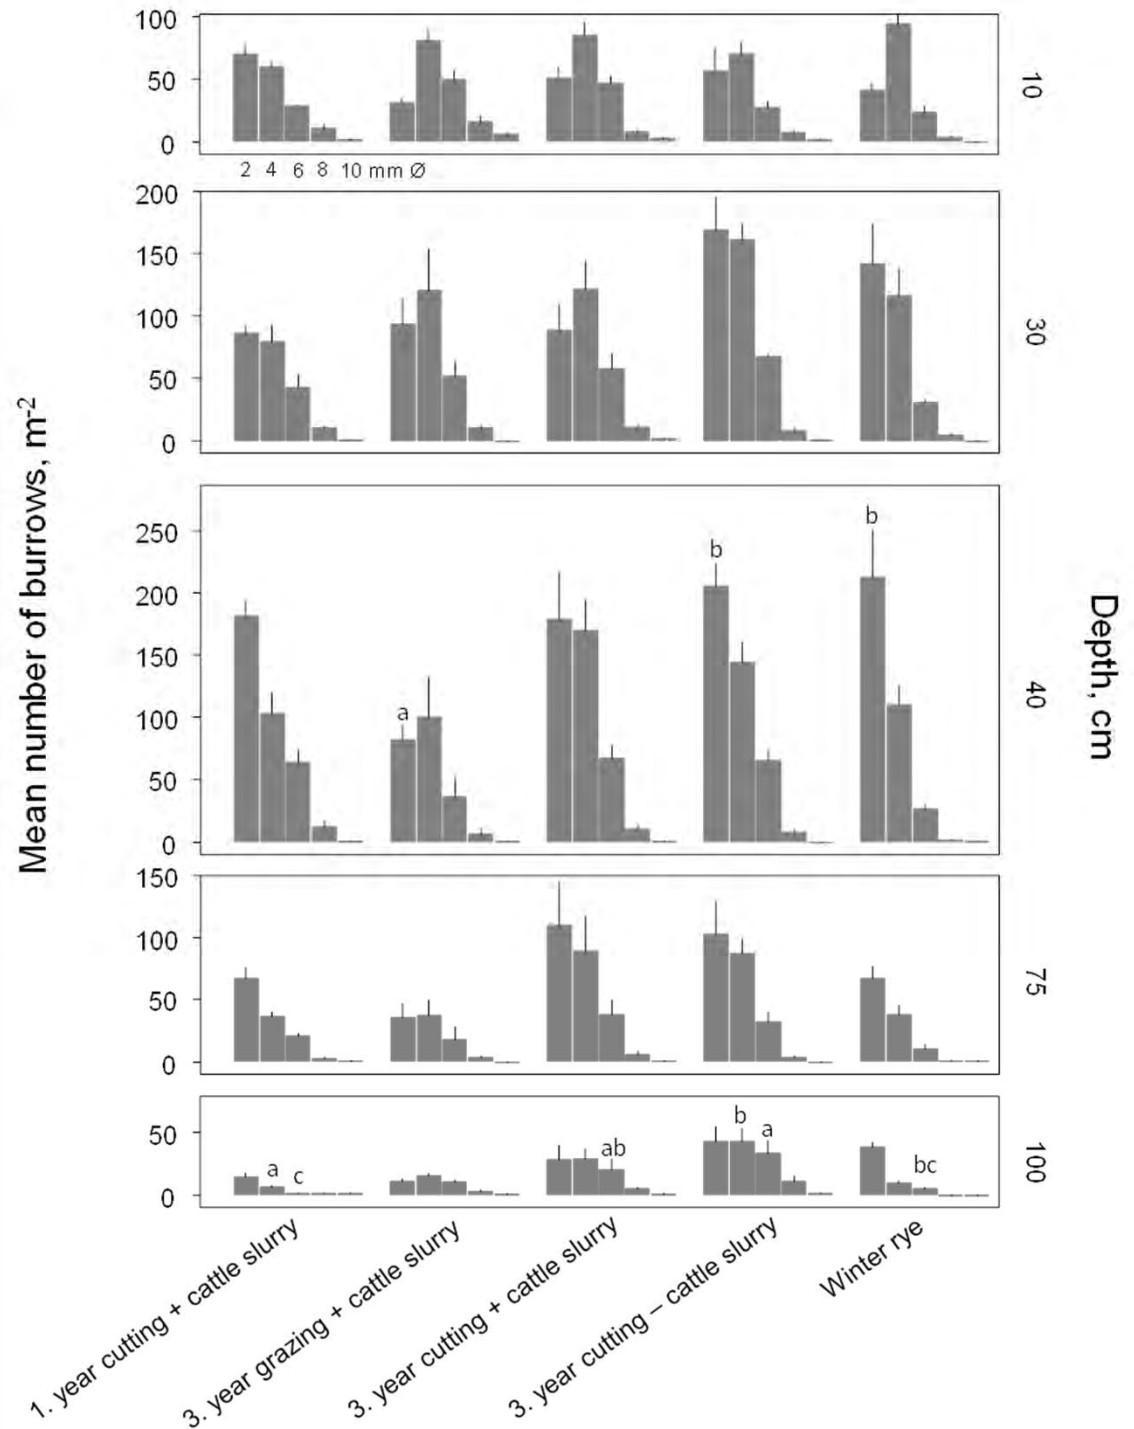 100
50
0
10
2 4 6 8 10 mm Ø
200
150
100
50
0
30
Mean number of burrows, m-2
250
200
150
100
50
0
a
b
b
40
Depth, cm
150
100
50
0
75
50
0
a
c
ab
b
a
bc
100
1. year cutting + cattle slurry
3. year grazing + cattle slurry
3. year cutting + cattle slurry
3. year cutting – cattle slurry
Winter rye